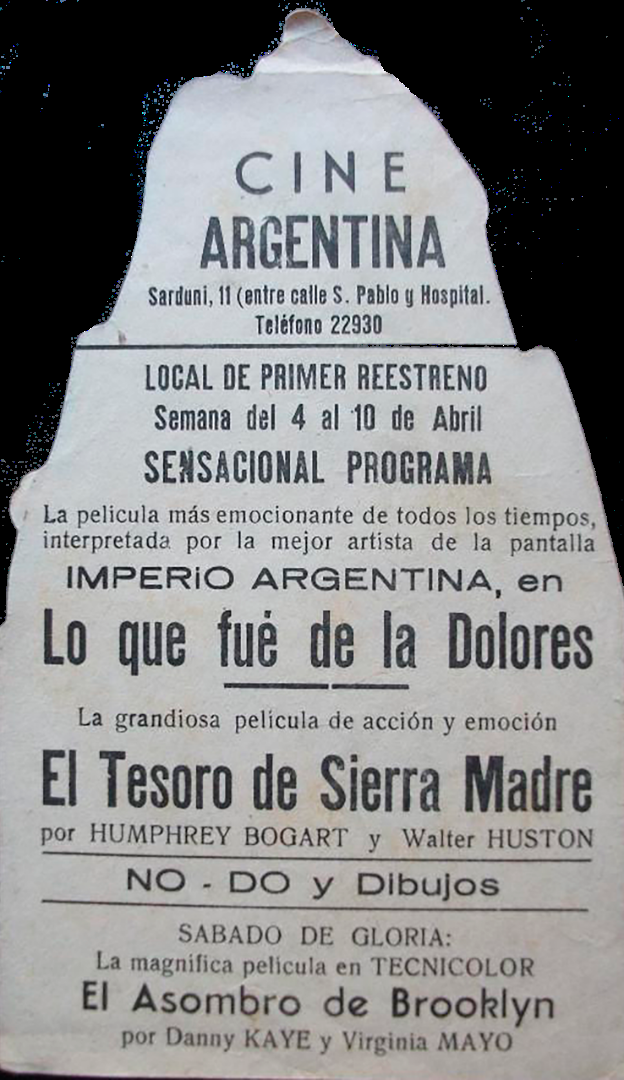 CINE
ARGENTINA
Sarduni, 11 (entre calle S. Pablo y Hospital.
Teléfono 22930
LOCAL DE PRIMER REESTRENO
Semana del 4 al 10 de Abril
SENSACIONAL PROGRAMA
La pelicula más emocionante de todos los tiempos,
interpretada por la mejor artista de la pantalla
IMPERiO ARGENTINA, en
Lo que fué de la Dolores
La grandiosa película de acción y emoción
El Tesoro de Sierra Madre
por HUMPHREY BOGART y Walter HUSTON
NO - DO y Dibujos
SABADO DE GLORIA:
La magnífica película en TECNICOLOR
El Asombro de Brooklyn
por Danny KAYE y Virginia MAYO